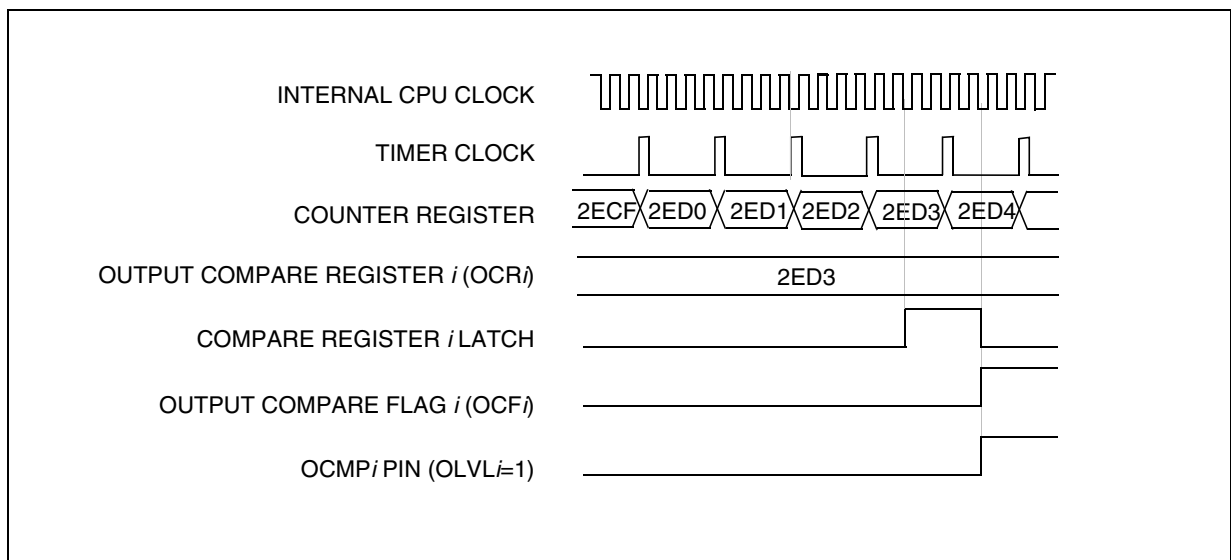 INTERNAL CPU CLOCK
TIMER CLOCK
COUNTER REGISTER 2ECF 2ED0 2ED1 2ED2 2ED3 2ED4
OUTPUT COMPARE REGISTER i (OCRi) 2ED3
COMPARE REGISTER i LATCH
OUTPUT COMPARE FLAG i (OCFi)
OCMPi PIN (OLVLi=1)